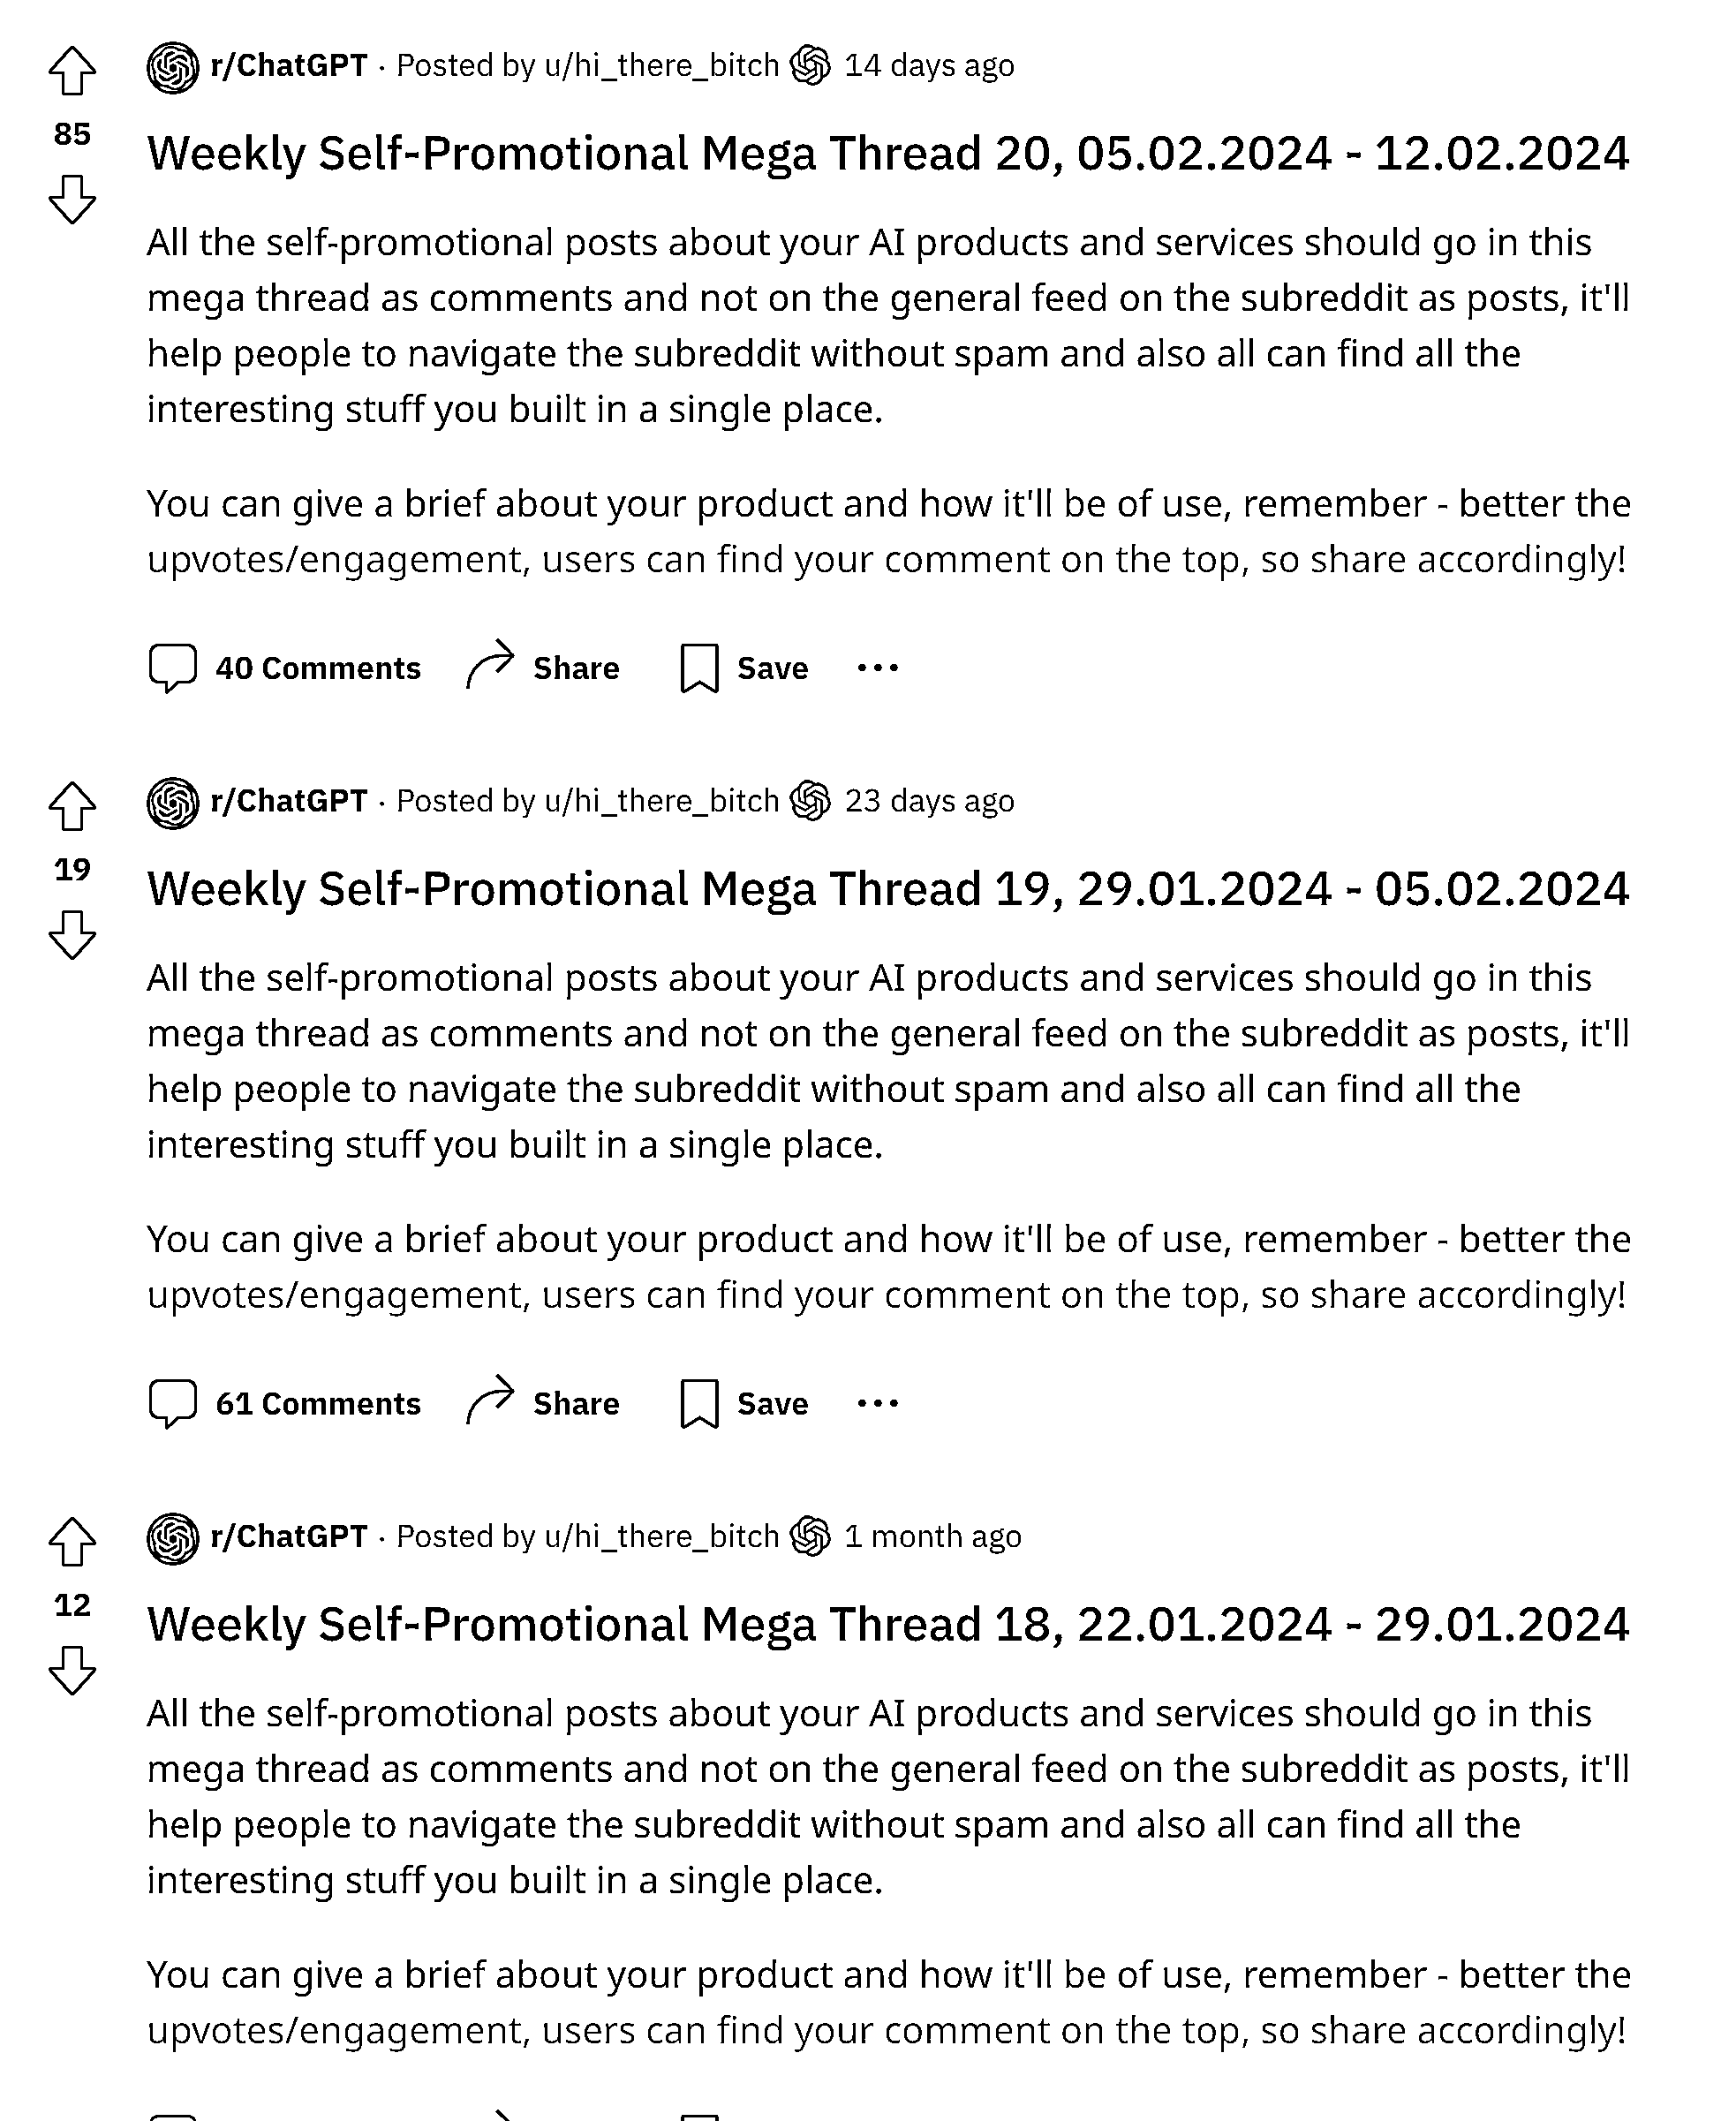 r/ChatGPT · Posted by u/hi_there_bitch 14 days ago
85
Weekly Self-Promotional Mega Thread 20, 05.02.2024 - 12.02.2024
All the self-promotional posts about your AI products and services should go in this
mega thread as comments and not on the general feed on the subreddit as posts, it'll
help people to navigate the subreddit without spam and also all can find all the
interesting stuff you built in a single place.
You can give a brief about your product and how it'll be of use, remember - better the
upvotes/engagement, users can find your comment on the top, so share accordingly!
40 Comments Share Save ···
r/ChatGPT · Posted by u/hi_there_bitch 23 days ago
19
Weekly Self-Promotional Mega Thread 19, 29.01.2024 - 05.02.2024
All the self-promotional posts about your AI products and services should go in this
mega thread as comments and not on the general feed on the subreddit as posts, it'll
help people to navigate the subreddit without spam and also all can find all the
interesting stuff you built in a single place.
You can give a brief about your product and how it'll be of use, remember - better the
upvotes/engagement, users can find your comment on the top, so share accordingly!
61 Comments Share Save ···
r/ChatGPT · Posted by u/hi_there_bitch 1 month ago
12
Weekly Self-Promotional Mega Thread 18, 22.01.2024 - 29.01.2024
All the self-promotional posts about your AI products and services should go in this
mega thread as comments and not on the general feed on the subreddit as posts, it'll
help people to navigate the subreddit without spam and also all can find all the
interesting stuff you built in a single place.
You can give a brief about your product and how it'll be of use, remember - better the
upvotes/engagement, users can find your comment on the top, so share accordingly!